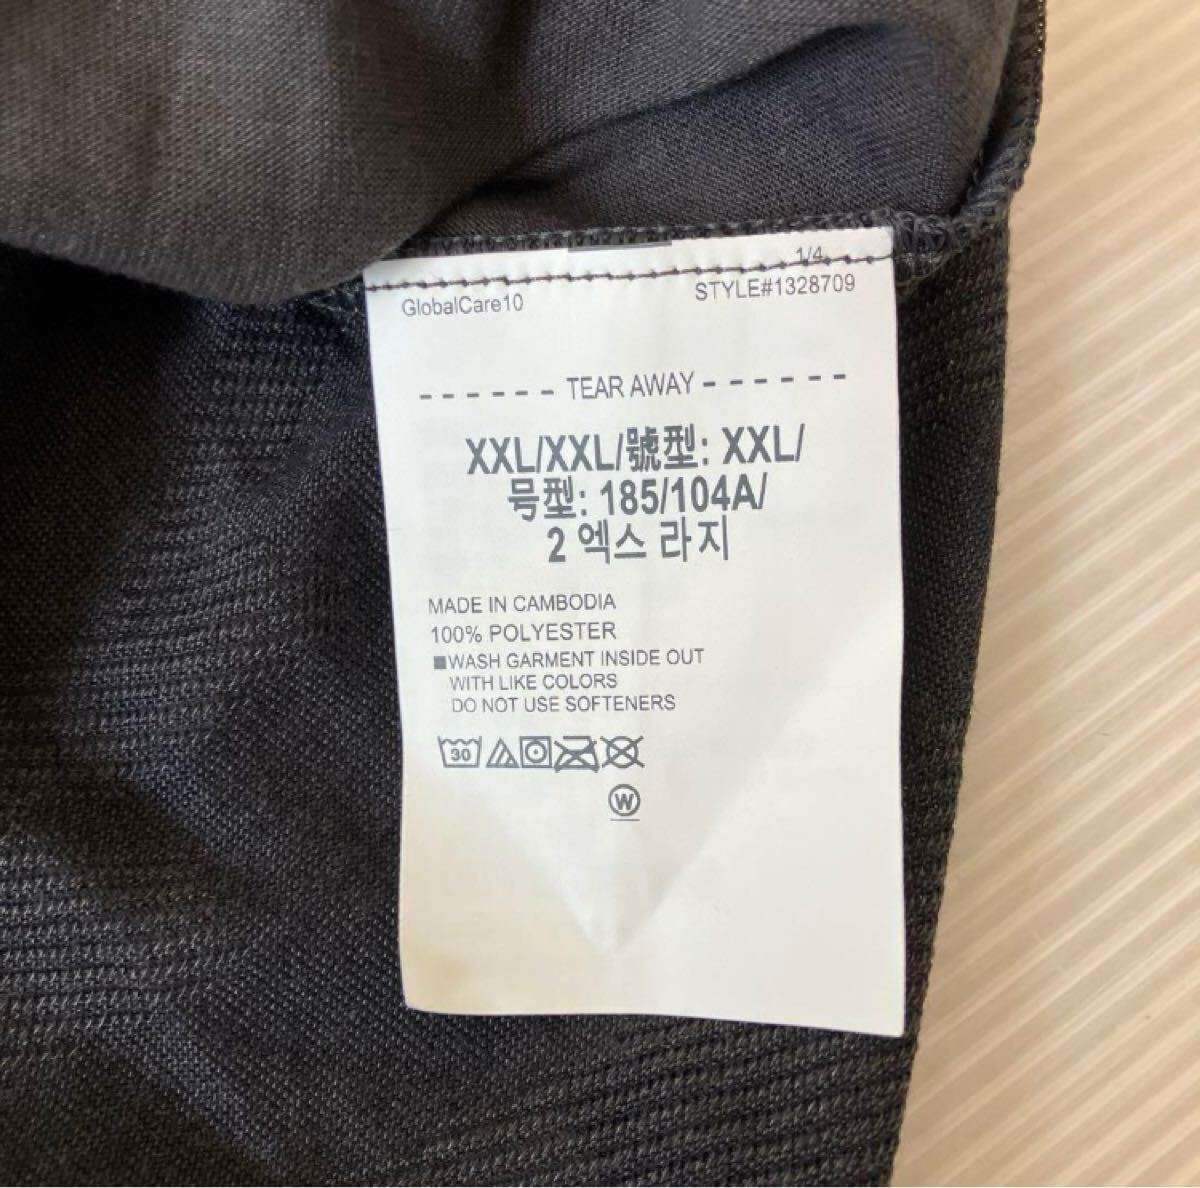 1/4
GlobalCare10
STYLE#1328709
- - - - - - TEAR AWAY - - - - - -
XXL/XXL/號型: XXL/
号型: 185/104A/
2 엑스 라지
MADE IN CAMBODIA
100% POLYESTER
■WASH GARMENT INSIDE OUT
WITH LIKE COLORS
DO NOT USE SOFTENERS
30
W